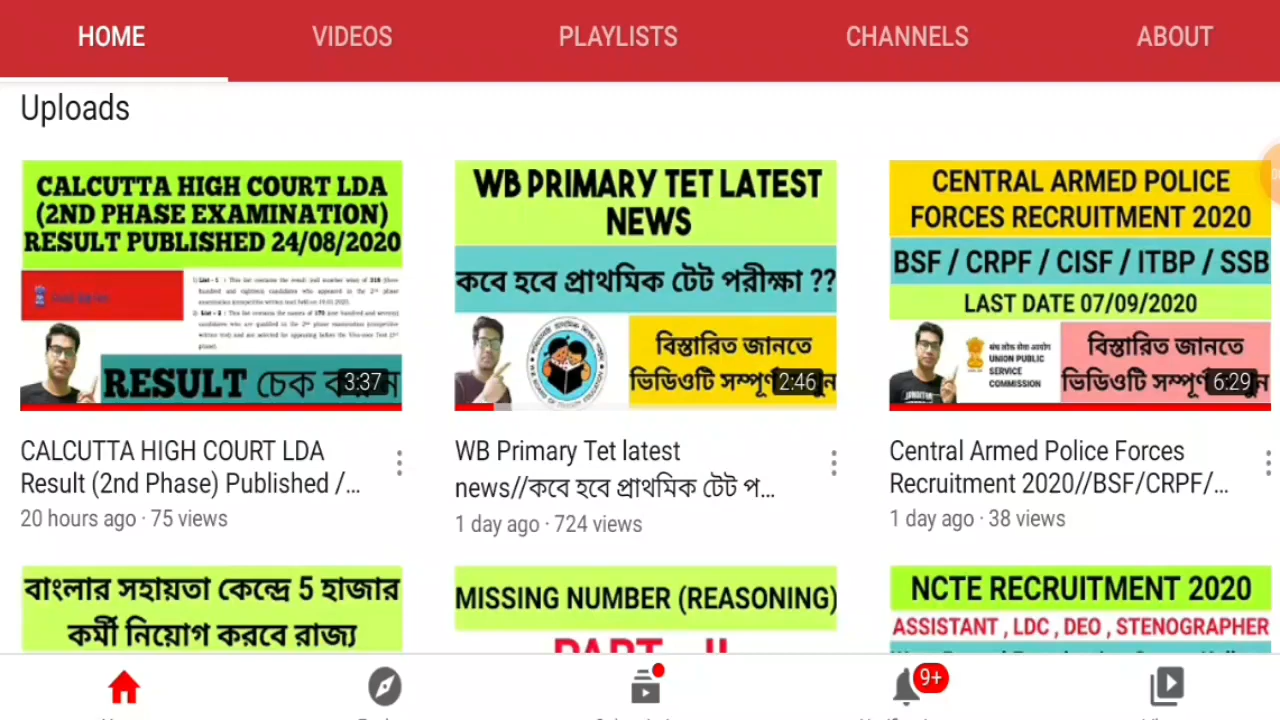 HOME VIDEOS PLAYLISTS CHANNELS ABOUT
Uploads
CALCUTTA HIGH COURT LDA
(2ND PHASE EXAMINATION)
RESULT PUBLISHED 24/08/2020
RESULT চেক
3:37
CALCUTTA HIGH COURT LDA
Result (2nd Phase) Published /...
20 hours ago · 75 views
WB PRIMARY TET LATEST
NEWS
কবে হবে প্রাথমিক টেট পরীক্ষা ??
বিস্তারিত জানতে
ভিডিওটি
2:46
WB Primary Tet latest
news//কবে হবে প্রাথমিক টেট প...
1 day ago · 724 views
CENTRAL ARMED POLICE
FORCES RECRUITMENT 2020
BSF / CRPF / CISF / ITBP / SSB
LAST DATE 07/09/2020
संघ लोक सेवा आयोग
UNION PUBLIC
SERVICE
COMMISSION
বিস্তারিত জানতে
ভিডিওটি
6:29
Central Armed Police Forces
Recruitment 2020//BSF/CRPF/...
1 day ago · 38 views
বাংলার সহায়তা কেন্দ্রে 5 হাজার
কর্মী নিয়োগ করবে রাজ্য
MISSING NUMBER (REASONING)
PART - II
NCTE RECRUITMENT 2020
ASSISTANT , LDC , DEO , STENOGRAPHER
9+